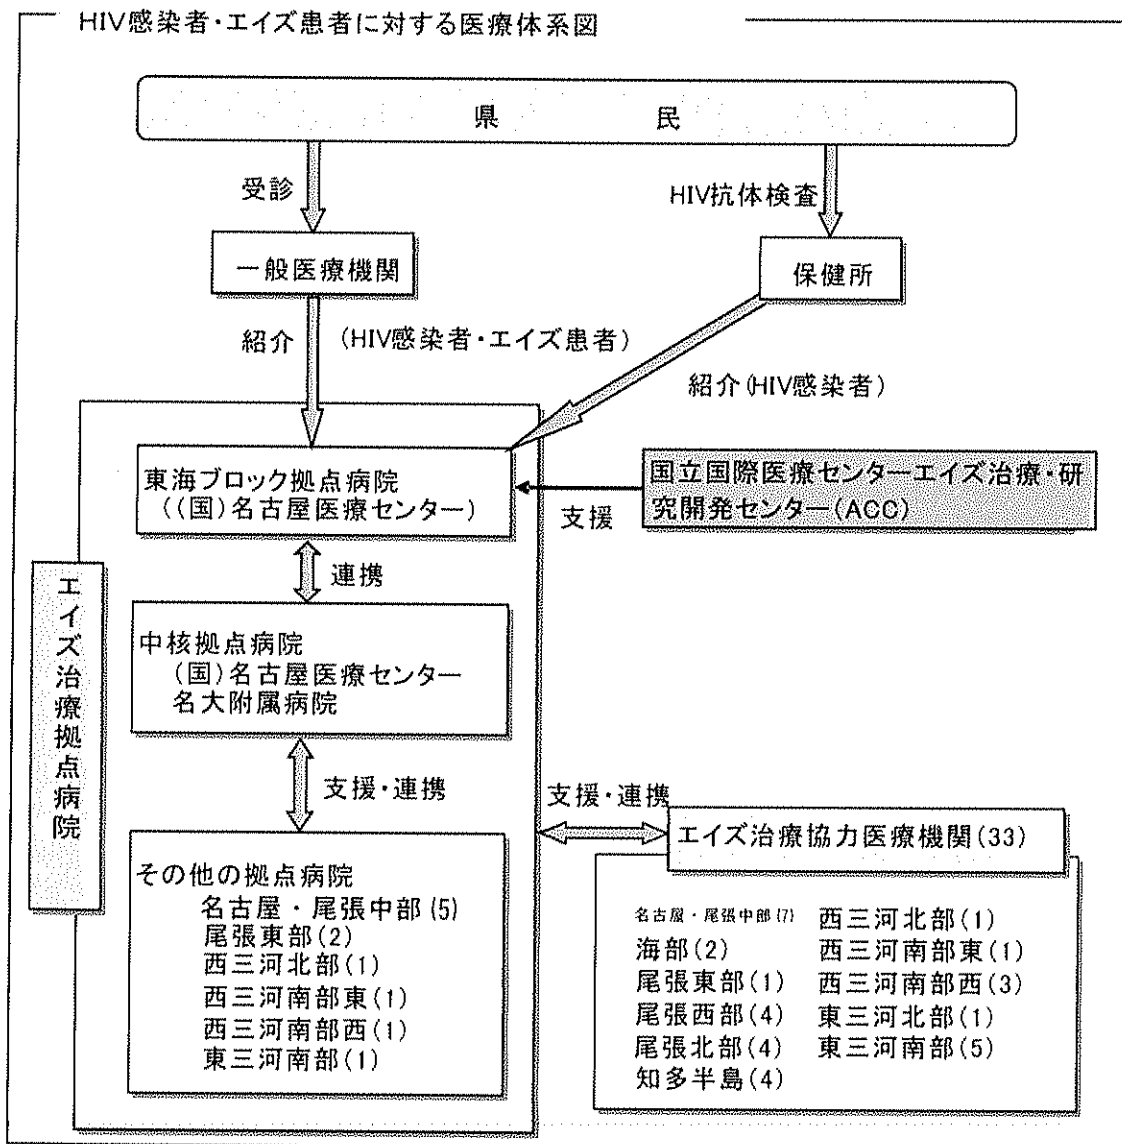 HIV感染者・エイズ患者に対する医療体系図
県 民
受診
HIV抗体検査
一般医療機関
保健所
紹介
(HIV感染者・エイズ患者)
紹介(HIV感染者)
東海ブロック拠点病院
((国)名古屋医療センター)
国立国際医療センターエイズ治療・研
究開発センター(ACC)
支援
連携
エイズ治療拠点病院
中核拠点病院
(国)名古屋医療センター
名大附属病院
支援・連携
支援・連携
エイズ治療協力医療機関(33)
その他の拠点病院
名古屋・尾張中部(5)
尾張東部(2)
西三河北部(1)
西三河南部東(1)
西三河南部西(1)
東三河南部(1)
名古屋・尾張中部(7)
海部(2)
尾張東部(1)
尾張西部(4)
尾張北部(4)
知多半島(4)
西三河北部(1)
西三河南部東(1)
西三河南部西(3)
東三河北部(1)
東三河南部(5)